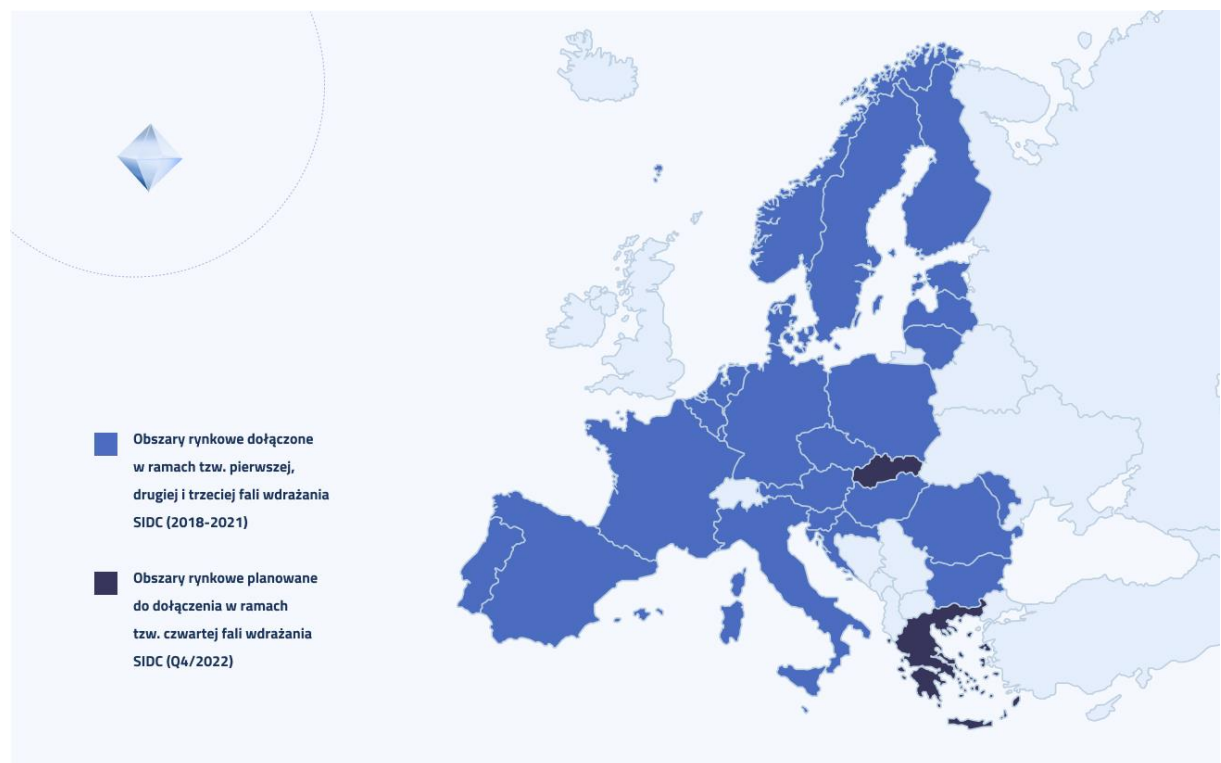 Obszary rynkowe dołączone
w ramach tzw. pierwszej,
drugiej i trzeciej fali wdrażania
SIDC (2018-2021)
Obszary rynkowe planowane
do dołączenia w ramach
tzw. czwartej fali wdrażania
SIDC (Q4/2022)